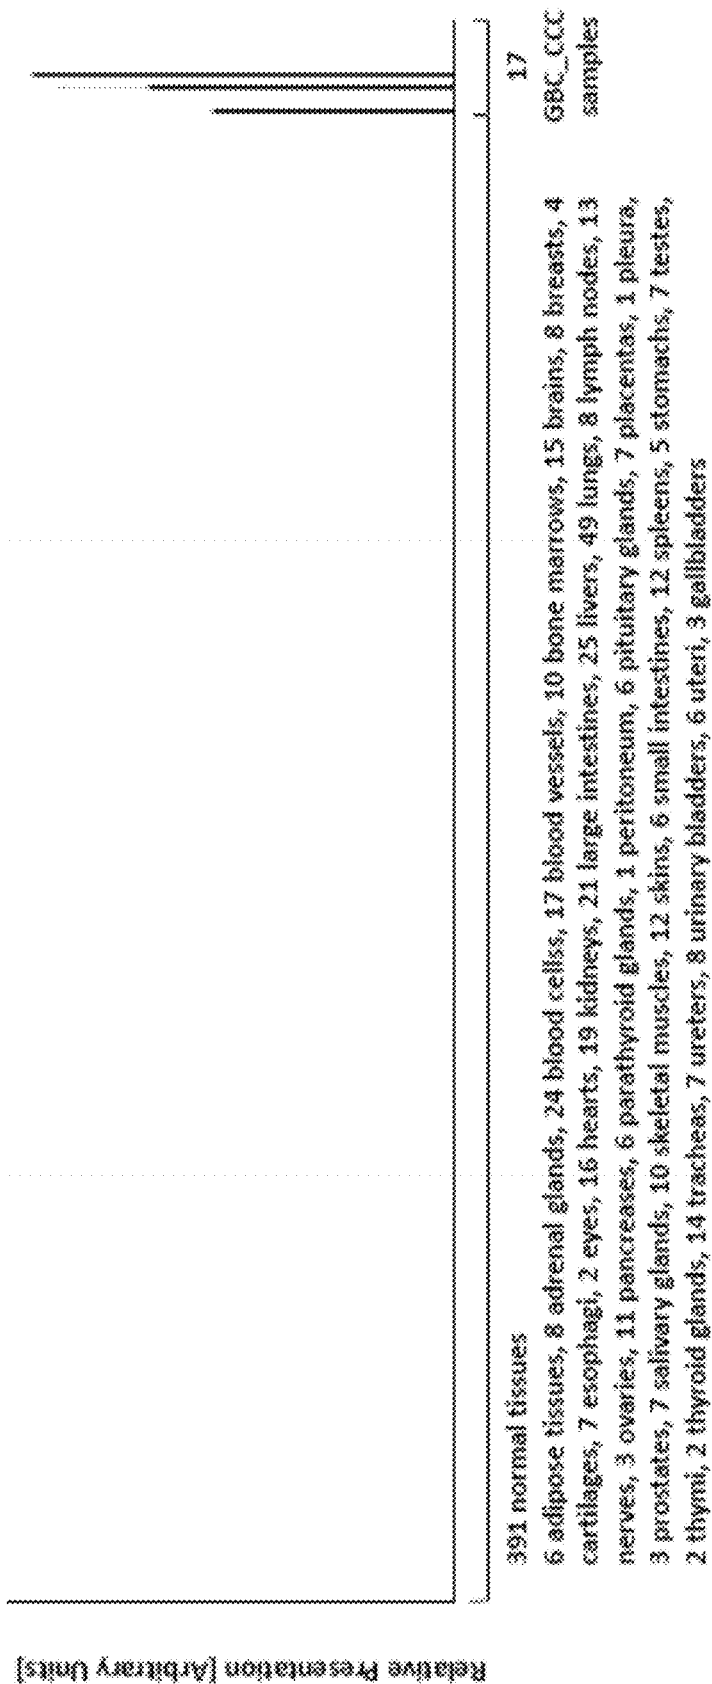 Relative Presentation [Arbitrary Units]
391 normal tissues
6 adipose tissues, 8 adrenal glands, 24 blood cellss, 17 blood vessels, 10 bone marrows, 15 brains, 8 breasts, 4
cartilages, 7 esophagi, 2 eyes, 16 hearts, 19 kidneys, 21 large intestines, 25 livers, 49 lungs, 8 lymph nodes, 13
nerves, 3 ovaries, 11 pancreases, 6 parathyroid glands, 1 peritoneum, 6 pituitary glands, 7 placentas, 1 pleura,
3 prostates, 7 salivary glands, 10 skeletal muscles, 12 skins, 6 small intestines, 12 spleens, 5 stomachs, 7 testes,
2 thymi, 2 thyroid glands, 14 tracheas, 7 ureters, 8 urinary bladders, 6 uteri, 3 gallbladders
17
GBC_CCC
samples